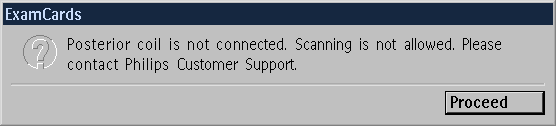 ExamCards
Posterior coil is not connected. Scanning is not allowed. Please
contact Philips Customer Support.
Proceed